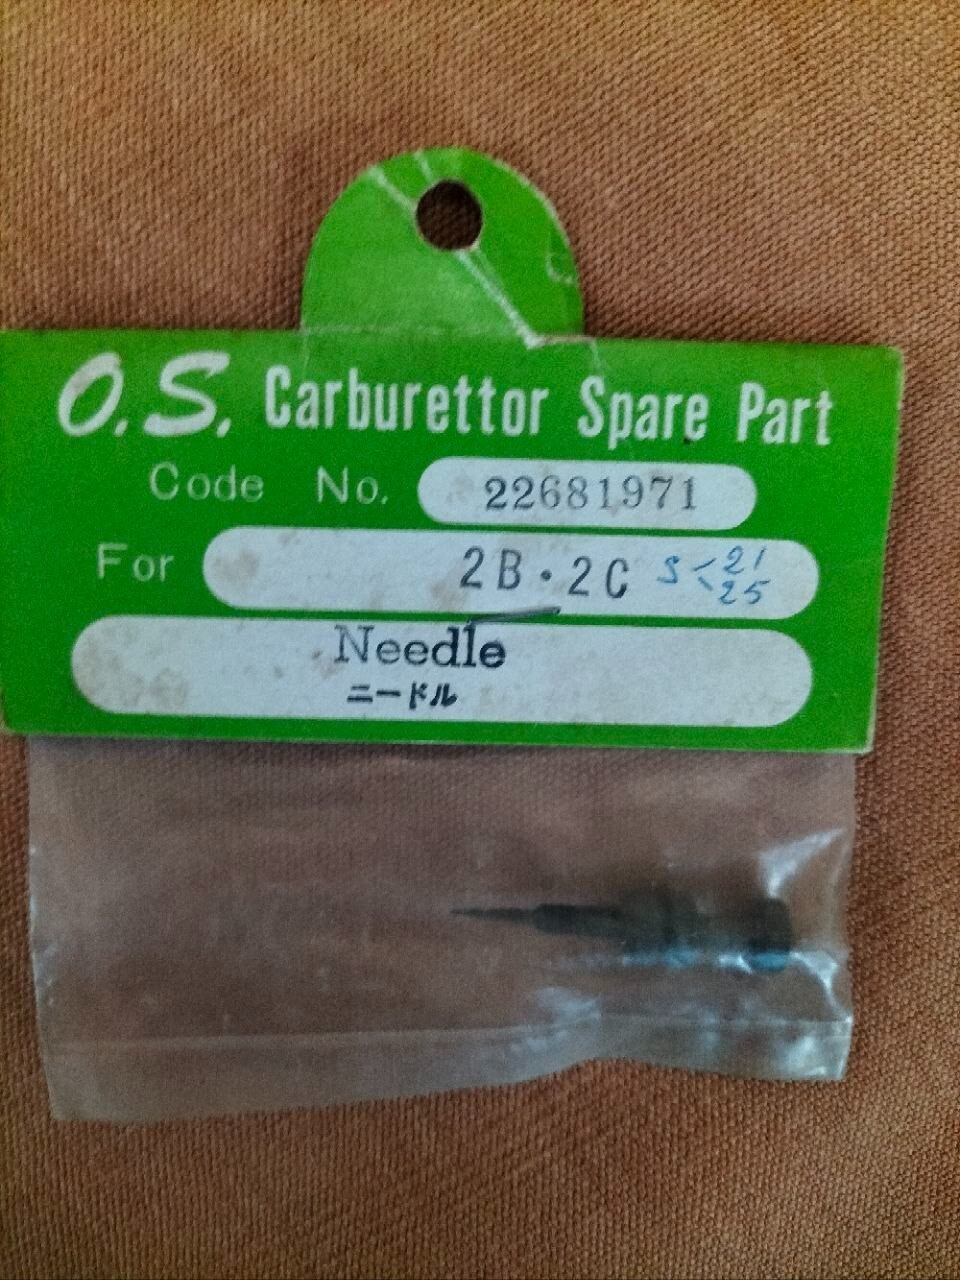 O.S. Carburettor Spare Part
Code No. 22681971
For 2B・2C S< 21 25
Needle
ニードル